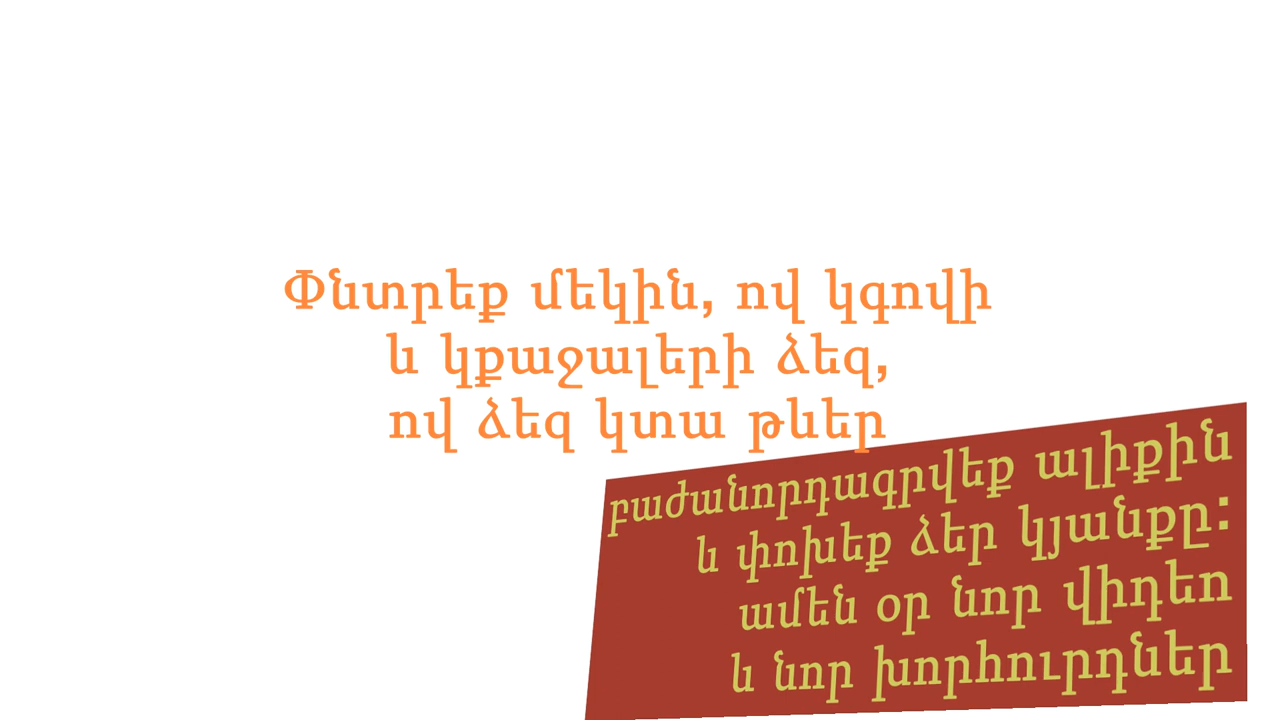 Փնտրեք մեկին, ով կգովի
և կքաջալերի ձեզ,
ով ձեզ կտա թևեր
բաժանորդագրվեք ալիքին
և փոխեք ձեր կյանքը:
ամեն օր նոր վիդեո
և նոր խորհուրդներ